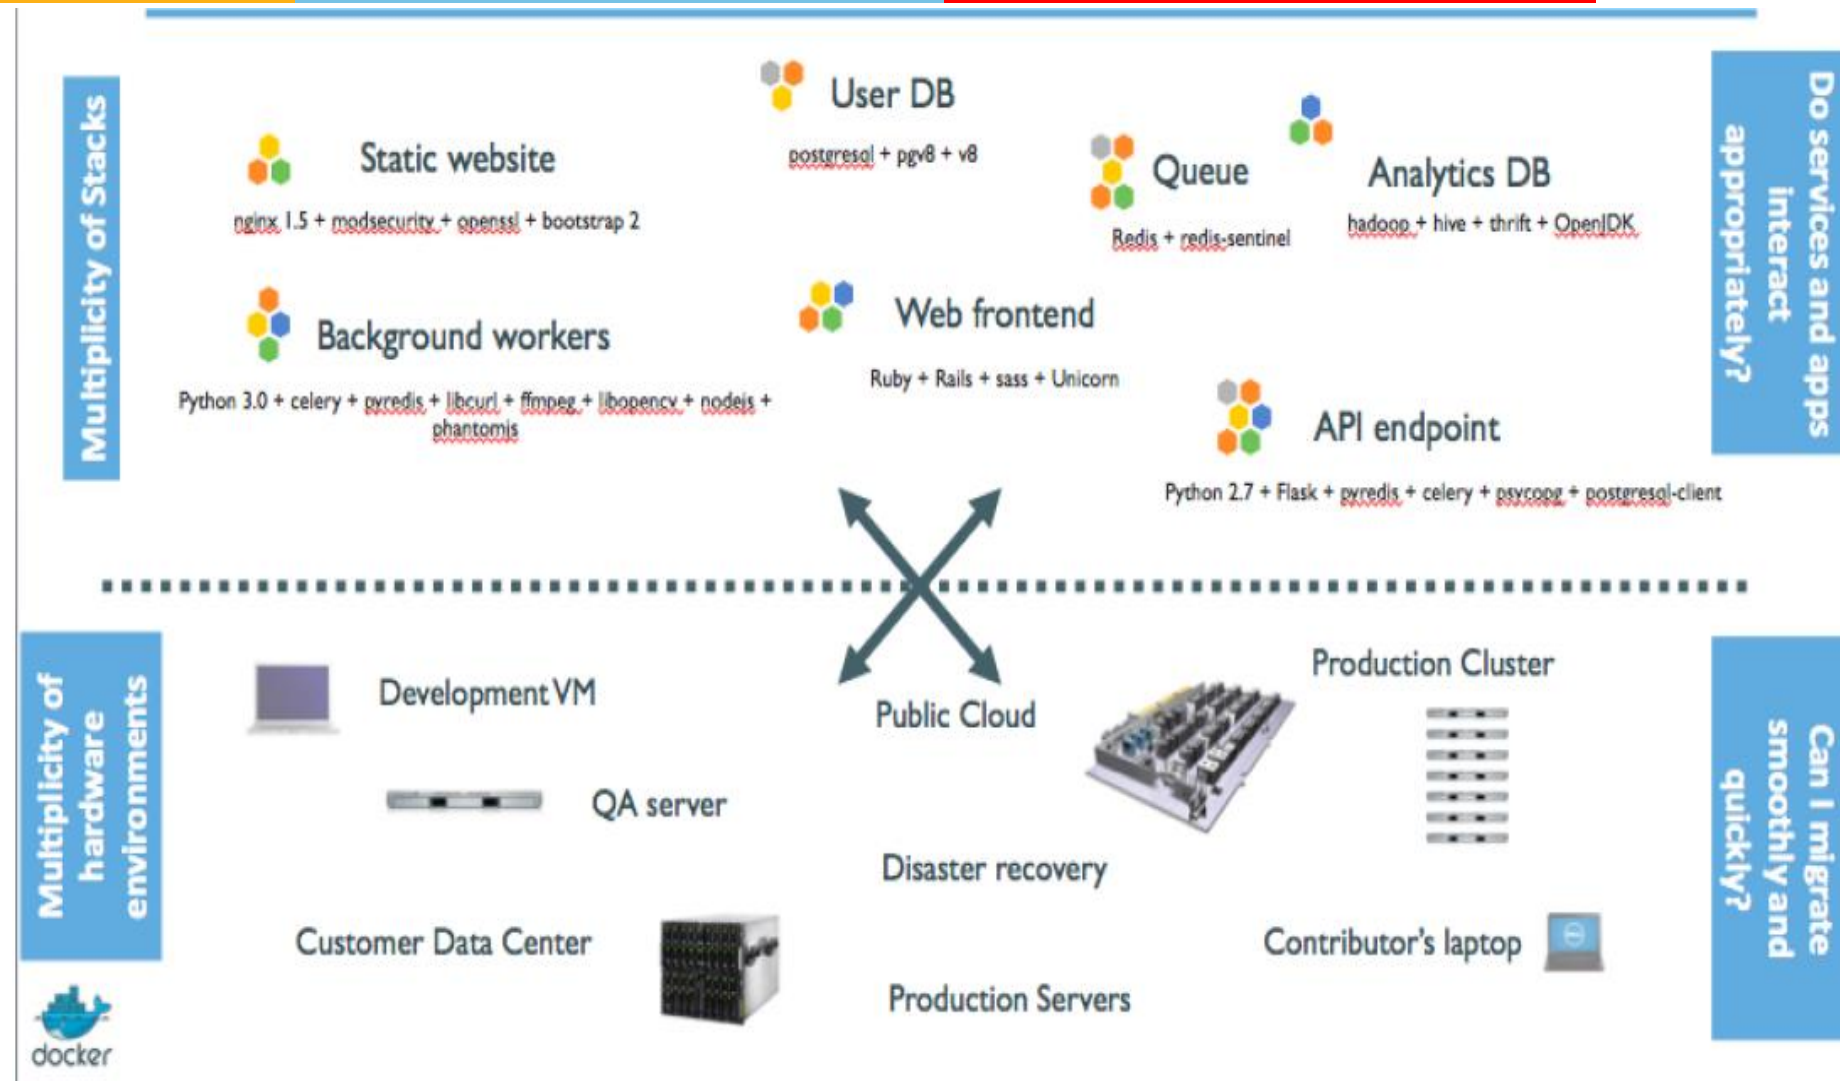 Multiplicity of Stacks
Static website
nginx 1.5 + modsecurity + openssl + bootstrap 2
Background workers
Python 3.0 + celery + pyredis + libcurl + ffmpeg + libopencv + nodejs +
phantomjs
User DB
postgresql + pgv8 + v8
Web frontend
Ruby + Rails + sass + Unicorn
Queue
Redis + redis-sentinel
Analytics DB
hadoop + hive + thrift + OpenJDK
API endpoint
Python 2.7 + Flask + pyredis + celery + psycopg + postgresql-client
Do services and apps
interact
appropriately?
Multiplicity of
hardware
environments
Development VM
QA server
Customer Data Center
Public Cloud
Disaster recovery
Production Servers
Production Cluster
Contributor's laptop
Can I migrate
smoothly and
quickly?
docker